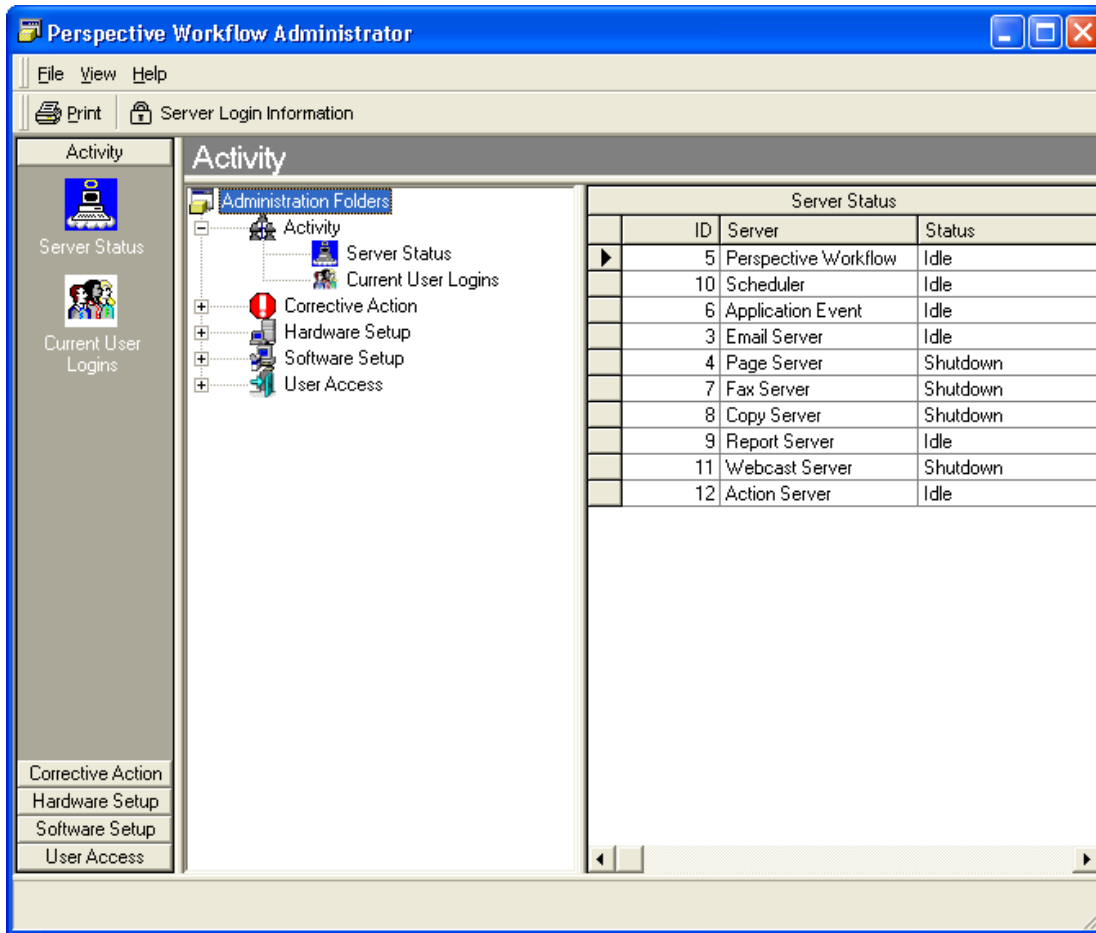 Perspective Workflow Administrator
File View Help
Print Server Login Information
Activity
Server Status
Current User
Logins
Corrective Action
Hardware Setup
Software Setup
User Access
Activity
Administration Folders
Activity
Server Status
Current User Logins
Corrective Action
Hardware Setup
Software Setup
User Access
Server Status
ID Server Status
5 Perspective Workflow Idle
10 Scheduler Idle
6 Application Event Idle
3 Email Server Idle
4 Page Server Shutdown
7 Fax Server Shutdown
8 Copy Server Shutdown
9 Report Server Idle
11 Webcast Server Shutdown
12 Action Server Idle